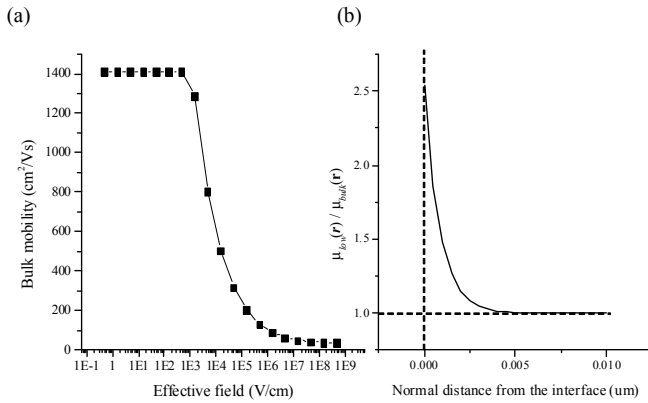 (a)
(b)
1400
1200
1000
800
600
400
200
0
Bulk mobility (cm²/Vs)
1E-1 1 1E1 1E2 1E3 1E4 1E5 1E6 1E7 1E8 1E9
Effective field (V/cm)
2.5
2.0
1.5
1.0
μlow(r) / μbulk(r)
0.000 0.005 0.010
Normal distance from the interface (um)